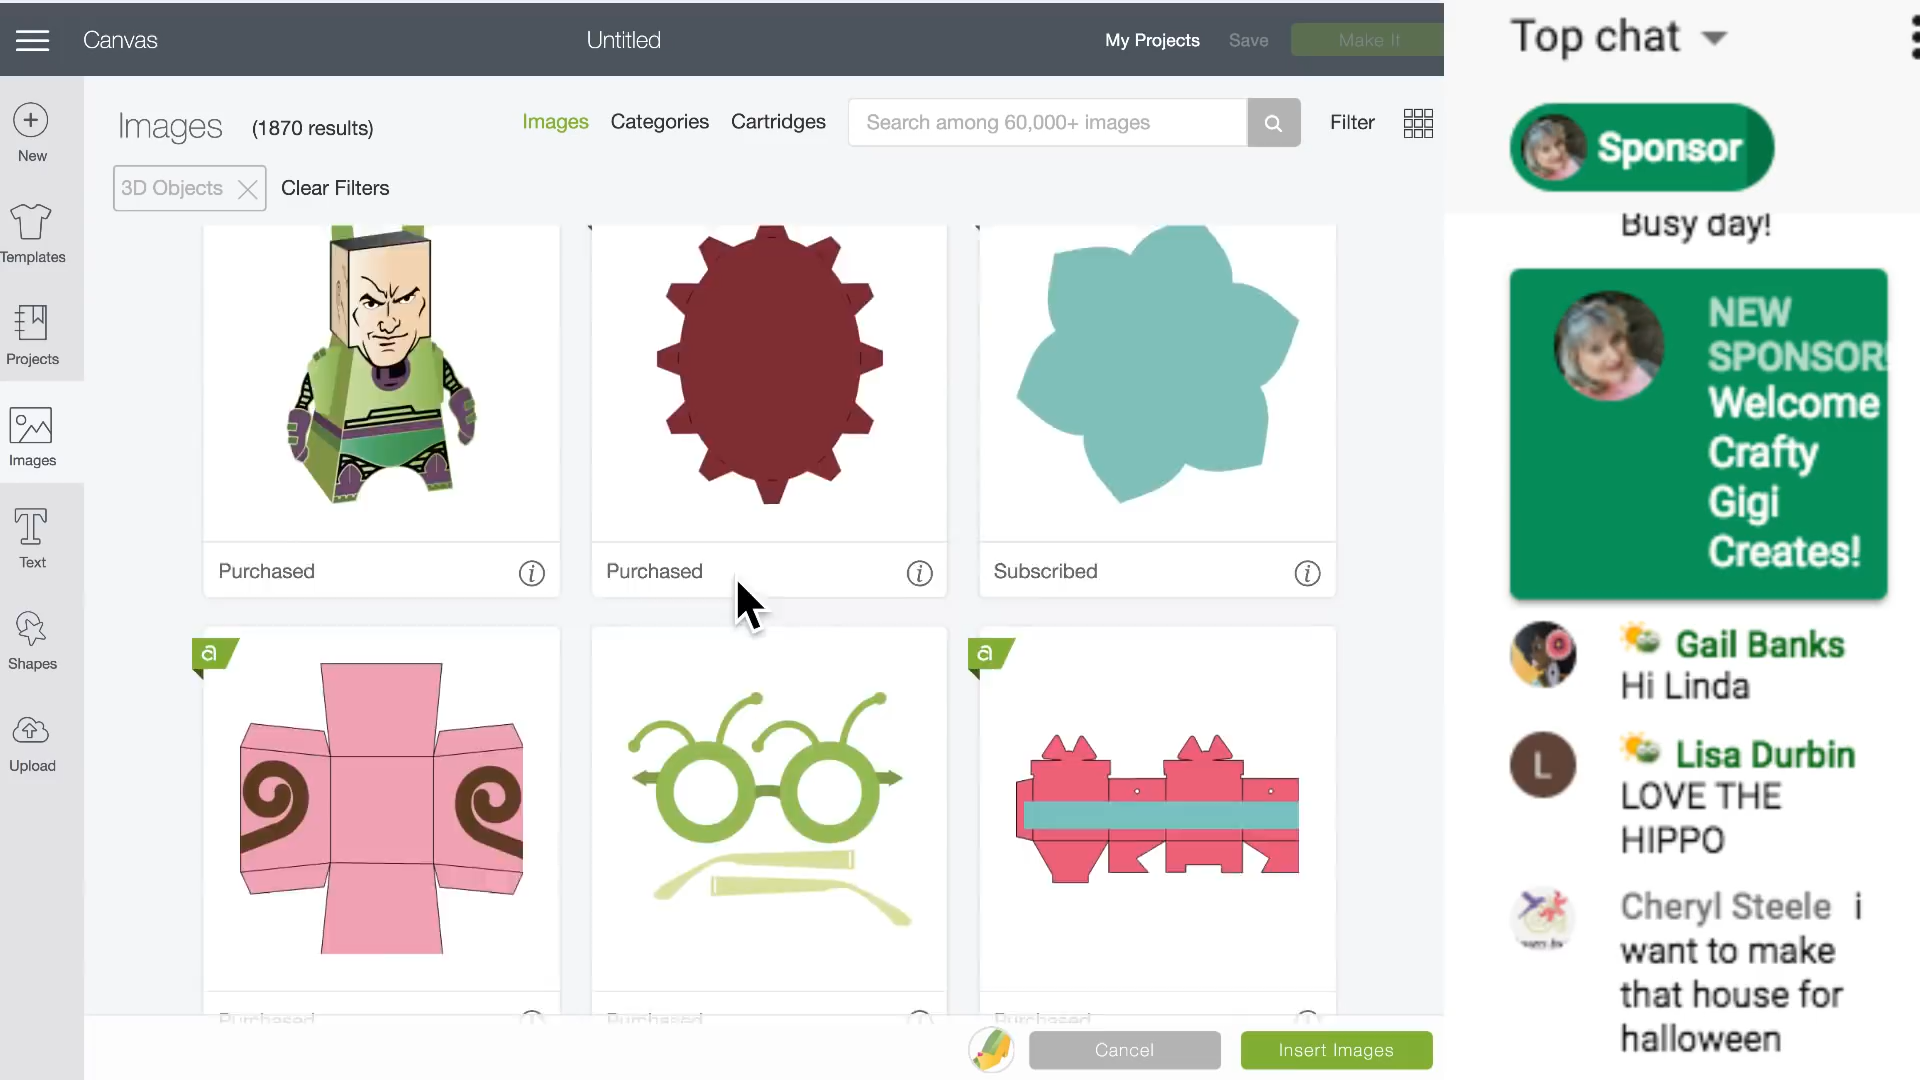 Canvas
Untitled
My Projects
Save
Make It
Images
(1870 results)
Images
Categories
Cartridges
Search among 60,000+ images
Filter
3D Objects
Clear Filters
New
Templates
Projects
Images
Text
Shapes
Upload
Purchased
Purchased
Subscribed
Purchased
Purchased
Purchased
Cancel
Insert Images
Top chat
Sponsor
Busy day!
NEW
SPONSOR!
Welcome
Crafty
Gigi
Creates!
Gail Banks
Hi Linda
L
Lisa Durbin
LOVE THE
HIPPO
Cheryl Steele i
want to make
that house for
halloween